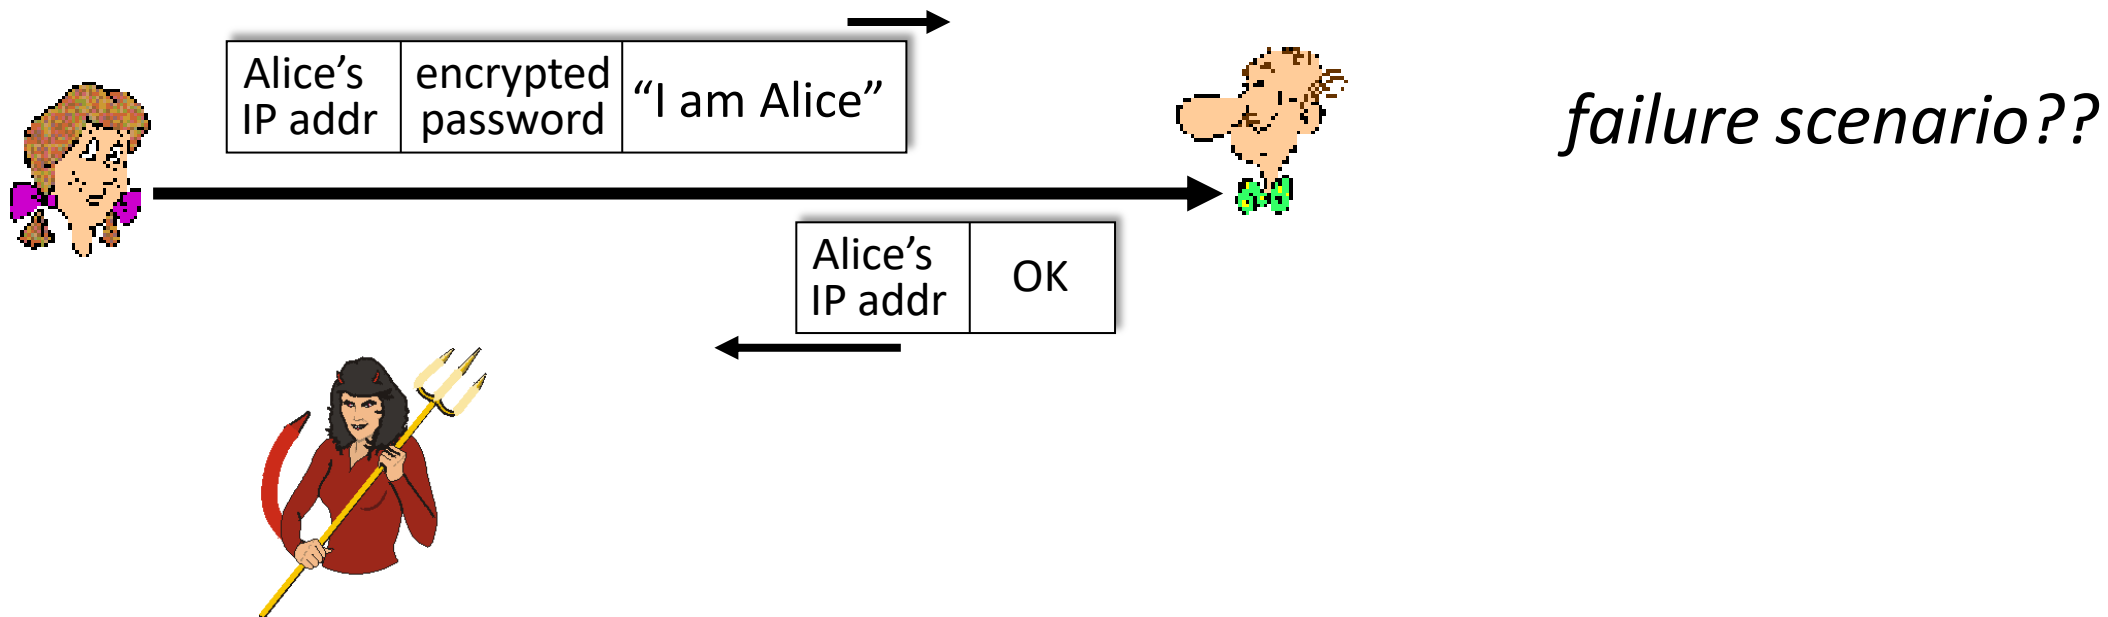 Alice’s
IP addr
encrypted
password
“I am Alice”
failure scenario??
Alice’s
IP addr
OK